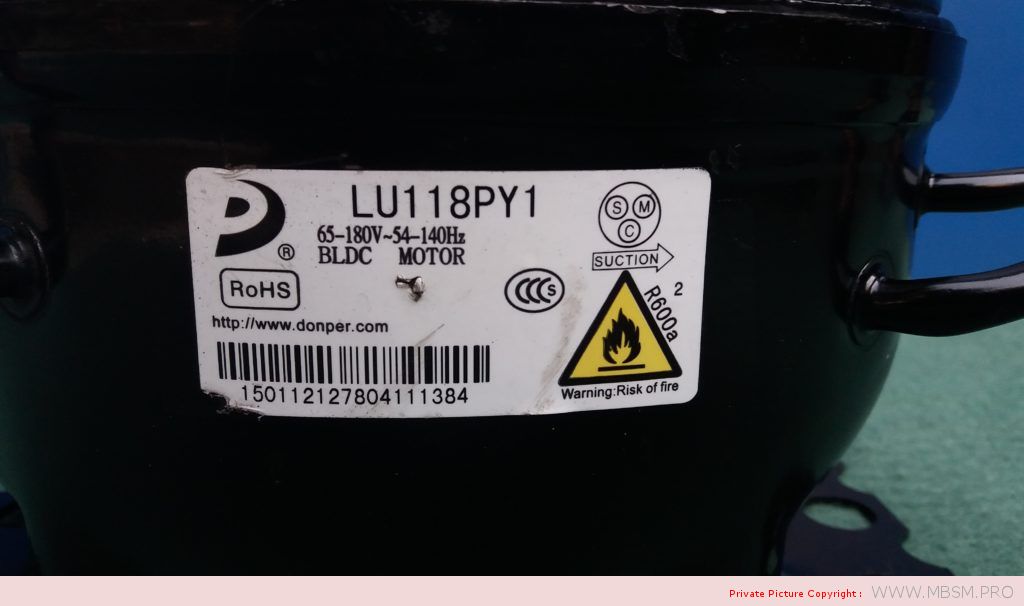 LU118PY1
65-180V~54-140Hz
BLDC MOTOR
®
RoHS
http://www.donper.com
150112127804111384
S M
C
SUCTION
CCC S
2
R600a
Warning:Risk of fire
Private Picture Copyright : WWW.MBSM.PRO